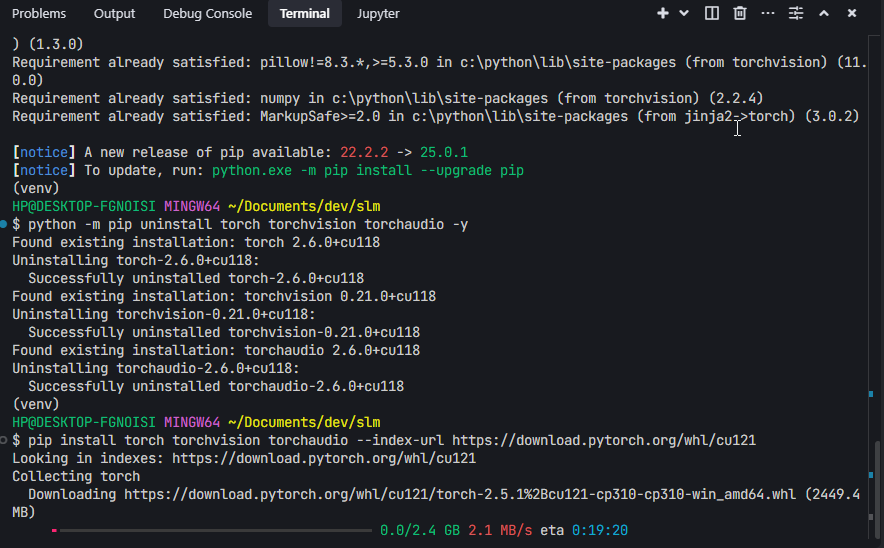 Problems Output Debug Console Terminal Jupyter
) (1.3.0)
Requirement already satisfied: pillow!=8.3.*,>=5.3.0 in c:\python\lib\site-packages (from torchvision) (11.
0.0)
Requirement already satisfied: numpy in c:\python\lib\site-packages (from torchvision) (2.2.4)
Requirement already satisfied: MarkupSafe>=2.0 in c:\python\lib\site-packages (from jinja2->torch) (3.0.2)
[notice] A new release of pip available: 22.2.2 -> 25.0.1
[notice] To update, run: python.exe -m pip install --upgrade pip
(venv)
HP@DESKTOP-FGNOISI MINGW64 ~/Documents/dev/slm
$ python -m pip uninstall torch torchvision torchaudio -y
Found existing installation: torch 2.6.0+cu118
Uninstalling torch-2.6.0+cu118:
Successfully uninstalled torch-2.6.0+cu118
Found existing installation: torchvision 0.21.0+cu118
Uninstalling torchvision-0.21.0+cu118:
Successfully uninstalled torchvision-0.21.0+cu118
Found existing installation: torchaudio 2.6.0+cu118
Uninstalling torchaudio-2.6.0+cu118:
Successfully uninstalled torchaudio-2.6.0+cu118
(venv)
HP@DESKTOP-FGNOISI MINGW64 ~/Documents/dev/slm
$ pip install torch torchvision torchaudio --index-url https://download.pytorch.org/whl/cu121
Looking in indexes: https://download.pytorch.org/whl/cu121
Collecting torch
Downloading https://download.pytorch.org/whl/cu121/torch-2.5.1%2Bcu121-cp310-cp310-win_amd64.whl (2449.4
MB)
0.0/2.4 GB 2.1 MB/s eta 0:19:20